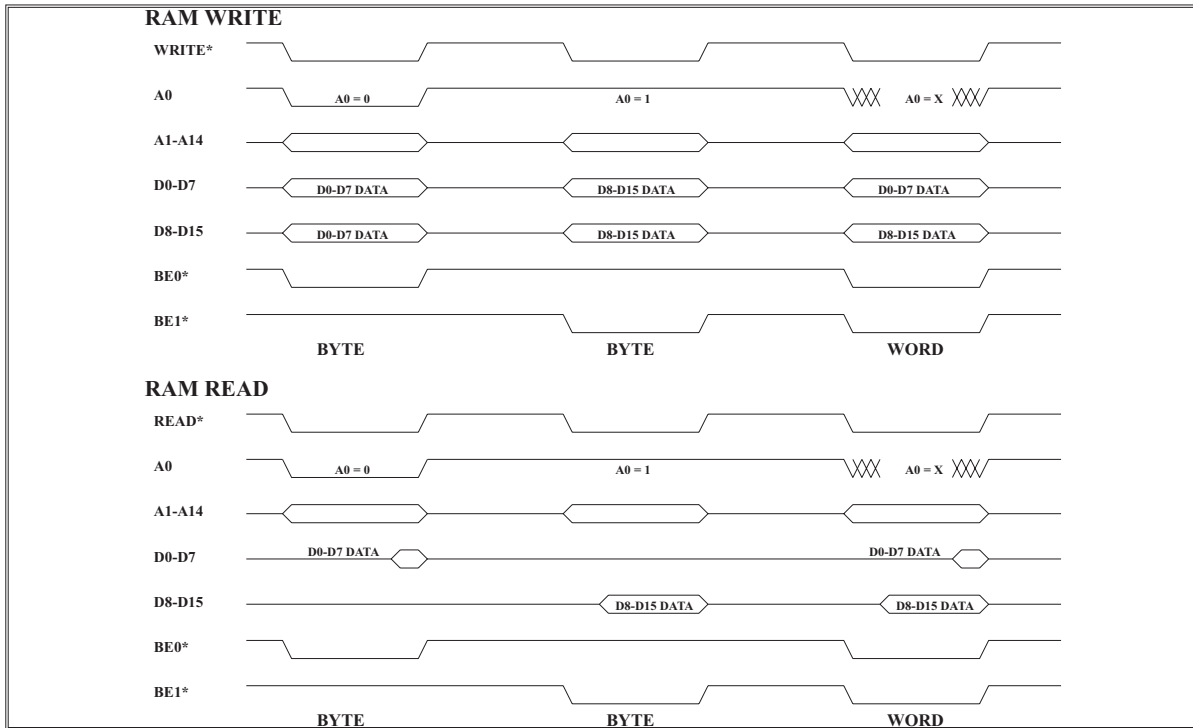 RAM WRITE
WRITE*
A0 A0 = 0 A0 = 1 A0 = X
A1-A14
D0-D7 D0-D7 DATA D8-D15 DATA D0-D7 DATA
D8-D15 D0-D7 DATA D8-D15 DATA D8-D15 DATA
BE0*
BE1*
BYTE BYTE WORD
RAM READ
READ*
A0 A0 = 0 A0 = 1 A0 = X
A1-A14
D0-D7 D0-D7 DATA D0-D7 DATA
D8-D15 D8-D15 DATA D8-D15 DATA
BE0*
BE1*
BYTE BYTE WORD